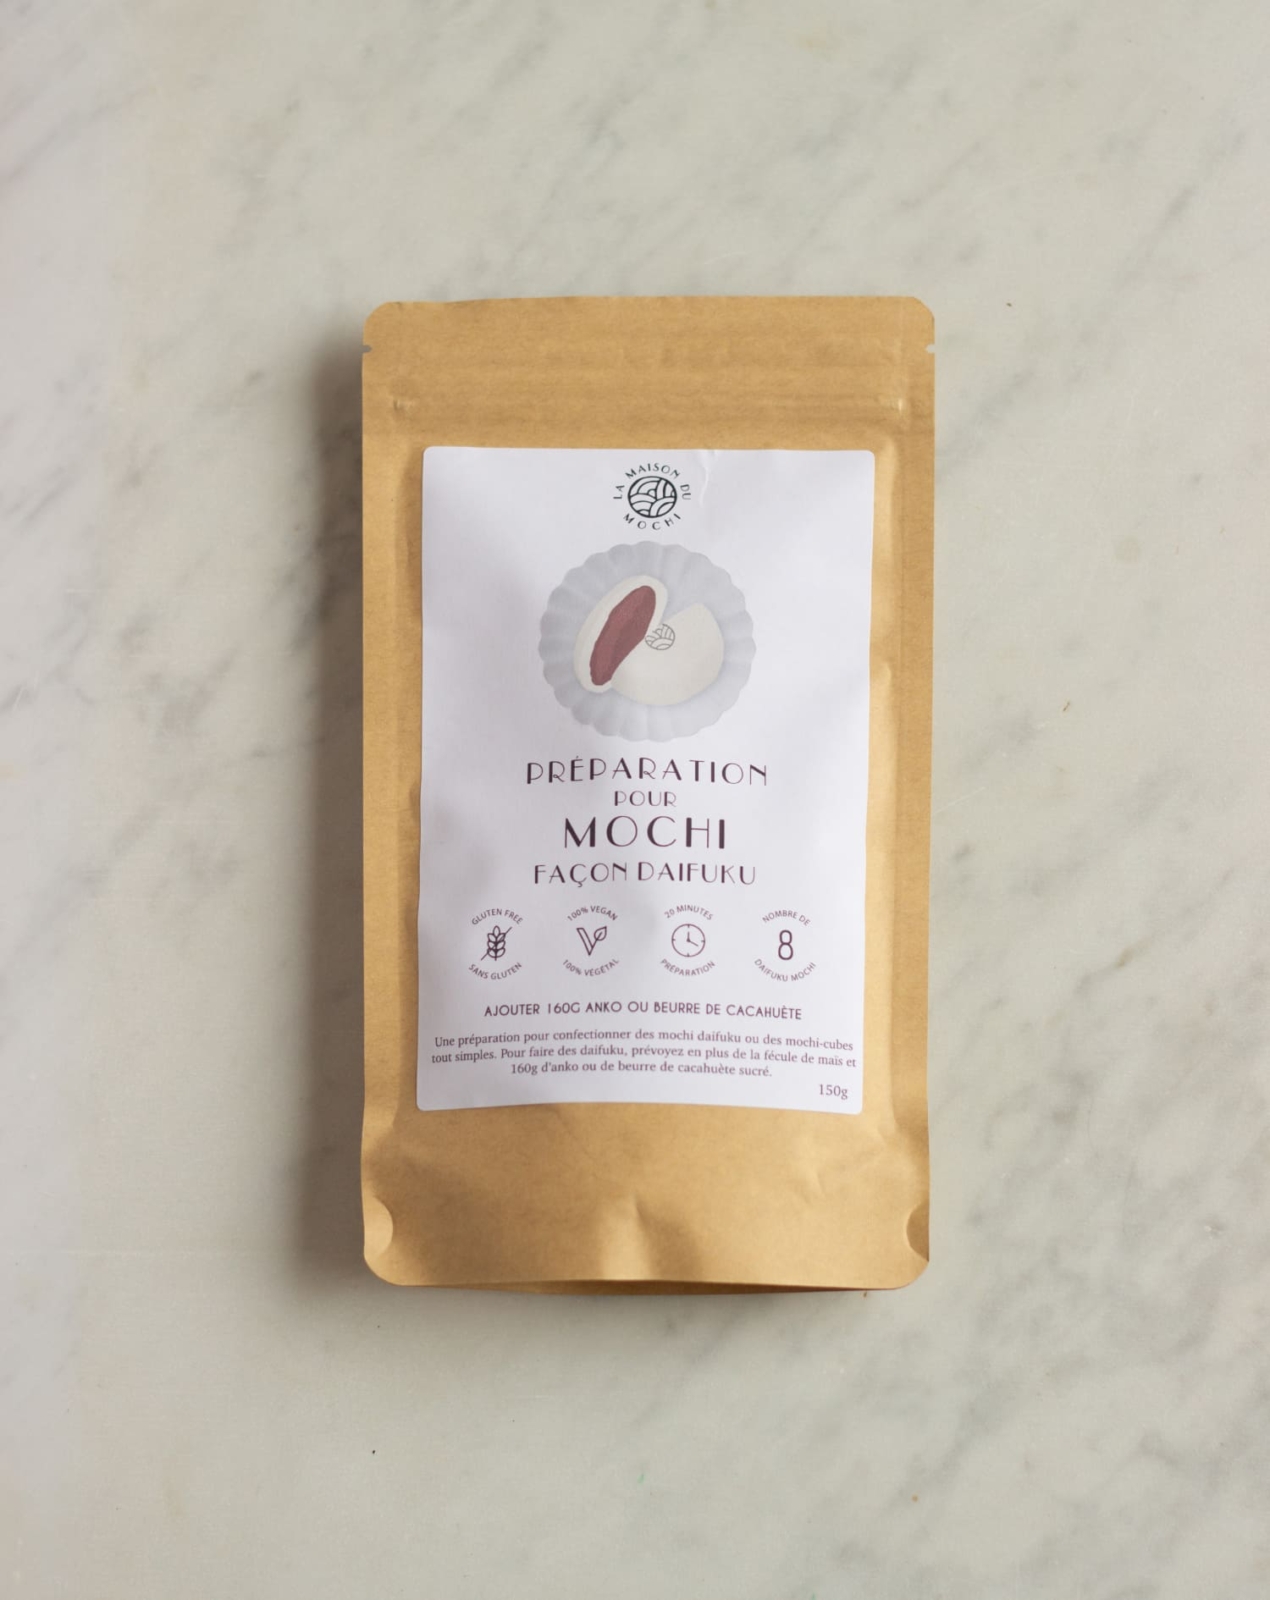 LA MAISON DU
MOCHI
PRÉPARATION
POUR
MOCHI
FAÇON DAIFUKU
GLUTEN FREE
SANS GLUTEN
100% VEGAN
100% VÉGÉTAL
20 MINUTES
PRÉPARATION
NOMBRE DE
8
DAIFUKU MOCHI
AJOUTER 160G ANKO OU BEURRE DE CACAHUÈTE
Une préparation pour confectionner des mochi daifuku ou des mochi-cubes
tout simples. Pour faire des daifuku, prévoyez en plus de la fécule de maïs et
160g d'anko ou de beurre de cacahuète sucré.
150g